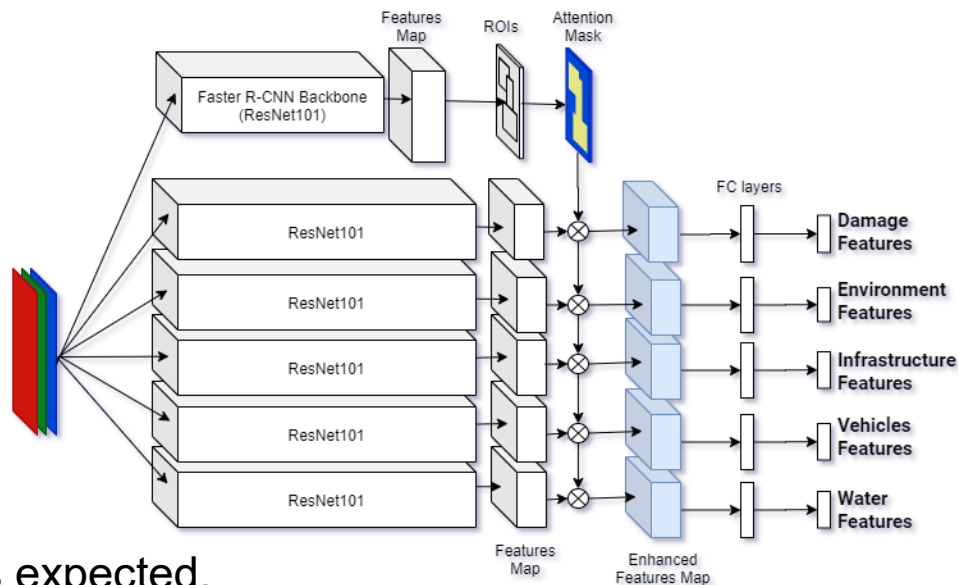 Features
Map
ROIs
Attention
Mask
Faster R-CNN Backbone
(ResNet101)
FC layers
ResNet101
Damage
Features
ResNet101
Environment
Features
ResNet101
Infrastructure
Features
ResNet101
Vehicles
Features
ResNet101
Water
Features
Features
Map
Enhanced
Features Map
expected.